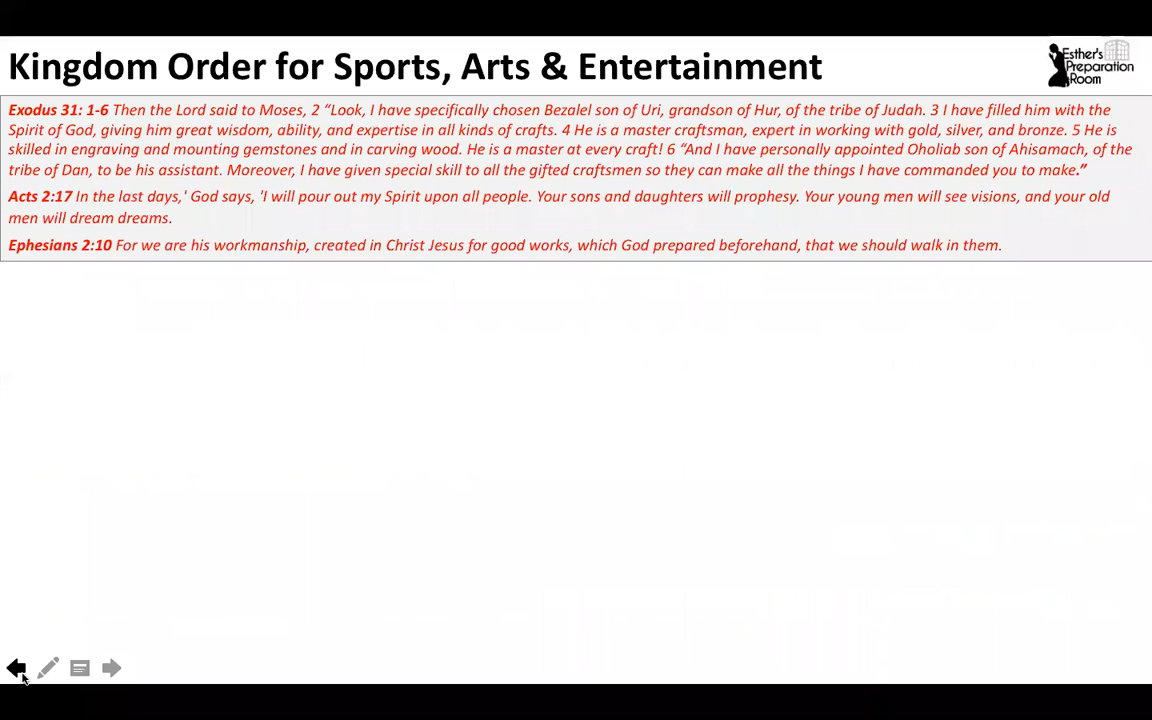 Kingdom Order for Sports, Arts & Entertainment
Esther's
Preparation
Room
Exodus 31: 1-6 Then the Lord said to Moses, 2 “Look, I have specifically chosen Bezalel son of Uri, grandson of Hur, of the tribe of Judah. 3 I have filled him with the
Spirit of God, giving him great wisdom, ability, and expertise in all kinds of crafts. 4 He is a master craftsman, expert in working with gold, silver, and bronze. 5 He is
skilled in engraving and mounting gemstones and in carving wood. He is a master at every craft! 6 “And I have personally appointed Oholiab son of Ahisamach, of the
tribe of Dan, to be his assistant. Moreover, I have given special skill to all the gifted craftsmen so they can make all the things I have commanded you to make.”
Acts 2:17 In the last days,' God says, 'I will pour out my Spirit upon all people. Your sons and daughters will prophesy. Your young men will see visions, and your old
men will dream dreams.
Ephesians 2:10 For we are his workmanship, created in Christ Jesus for good works, which God prepared beforehand, that we should walk in them.